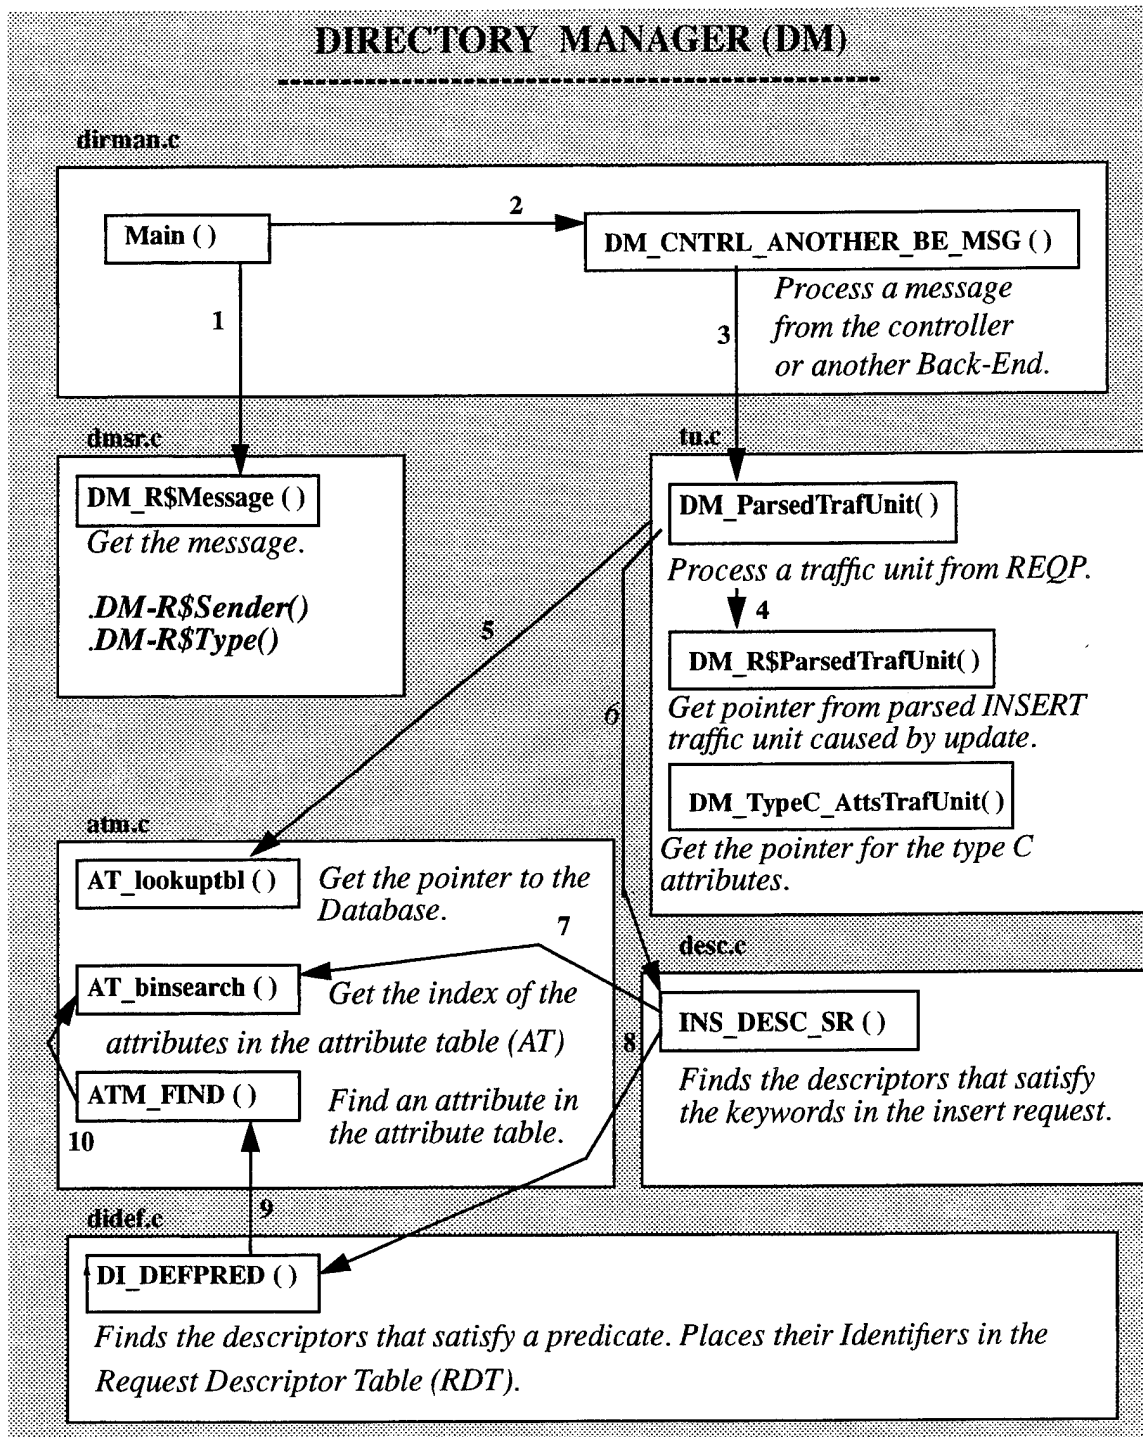 DIRECTORY MANAGER (DM)
dirman.c
Main ( )
2
DM_CNTRL_ANOTHER_BE_MSG ( )
Process a message
from the controller
or another Back-End.
1
3
dmsr.c
DM_R$Message ( )
Get the message.
.DM-R$Sender()
.DM-R$Type()
tu.c
DM_ParsedTrafUnit( )
Process a traffic unit from REQP.
4
DM_R$ParsedTrafUnit( )
Get pointer from parsed INSERT
traffic unit caused by update.
DM_TypeC_AttsTrafUnit( )
Get the pointer for the type C
attributes.
5
6
atm.c
AT_lookuptbl ( )
Get the pointer to the
Database.
7
AT_binsearch ( )
Get the index of the
attributes in the attribute table (AT)
ATM_FIND ( )
Find an attribute in
the attribute table.
10
desc.c
INS_DESC_SR ( )
8
Finds the descriptors that satisfy
the keywords in the insert request.
9
didef.c
DI_DEFPRED ( )
Finds the descriptors that satisfy a predicate. Places their Identifiers in the
Request Descriptor Table (RDT).